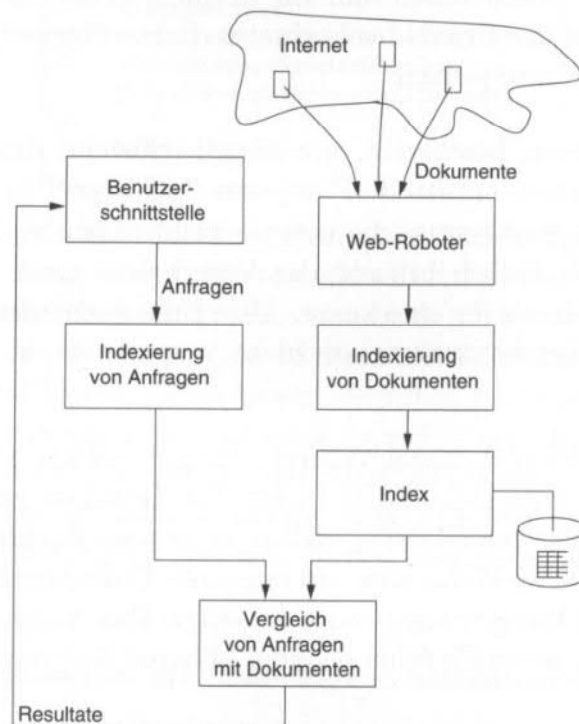 Internet
Dokumente
Benutzer-
schnittstelle
Web-Roboter
Anfragen
Indexierung
von Anfragen
Indexierung
von Dokumenten
Index
Vergleich
von Anfragen
mit Dokumenten
Resultate